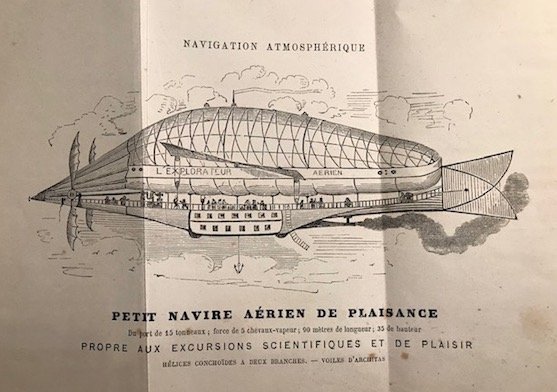 NAVIGATION ATMOSPHÉRIQUE
L'EXPLORATEUR AÉRIEN
PETIT NAVIRE AÉRIEN DE PLAISANCE
Du port de 15 tonneaux; force de 5 chevaux-vapeur; 90 mètres de longueur; 35 de hauteur
PROPRE AUX EXCURSIONS SCIENTIFIQUES ET DE PLAISIR
HÉLICES CONCHOÏDES A DEUX BRANCHES. — VOILES D'ARCHITAS